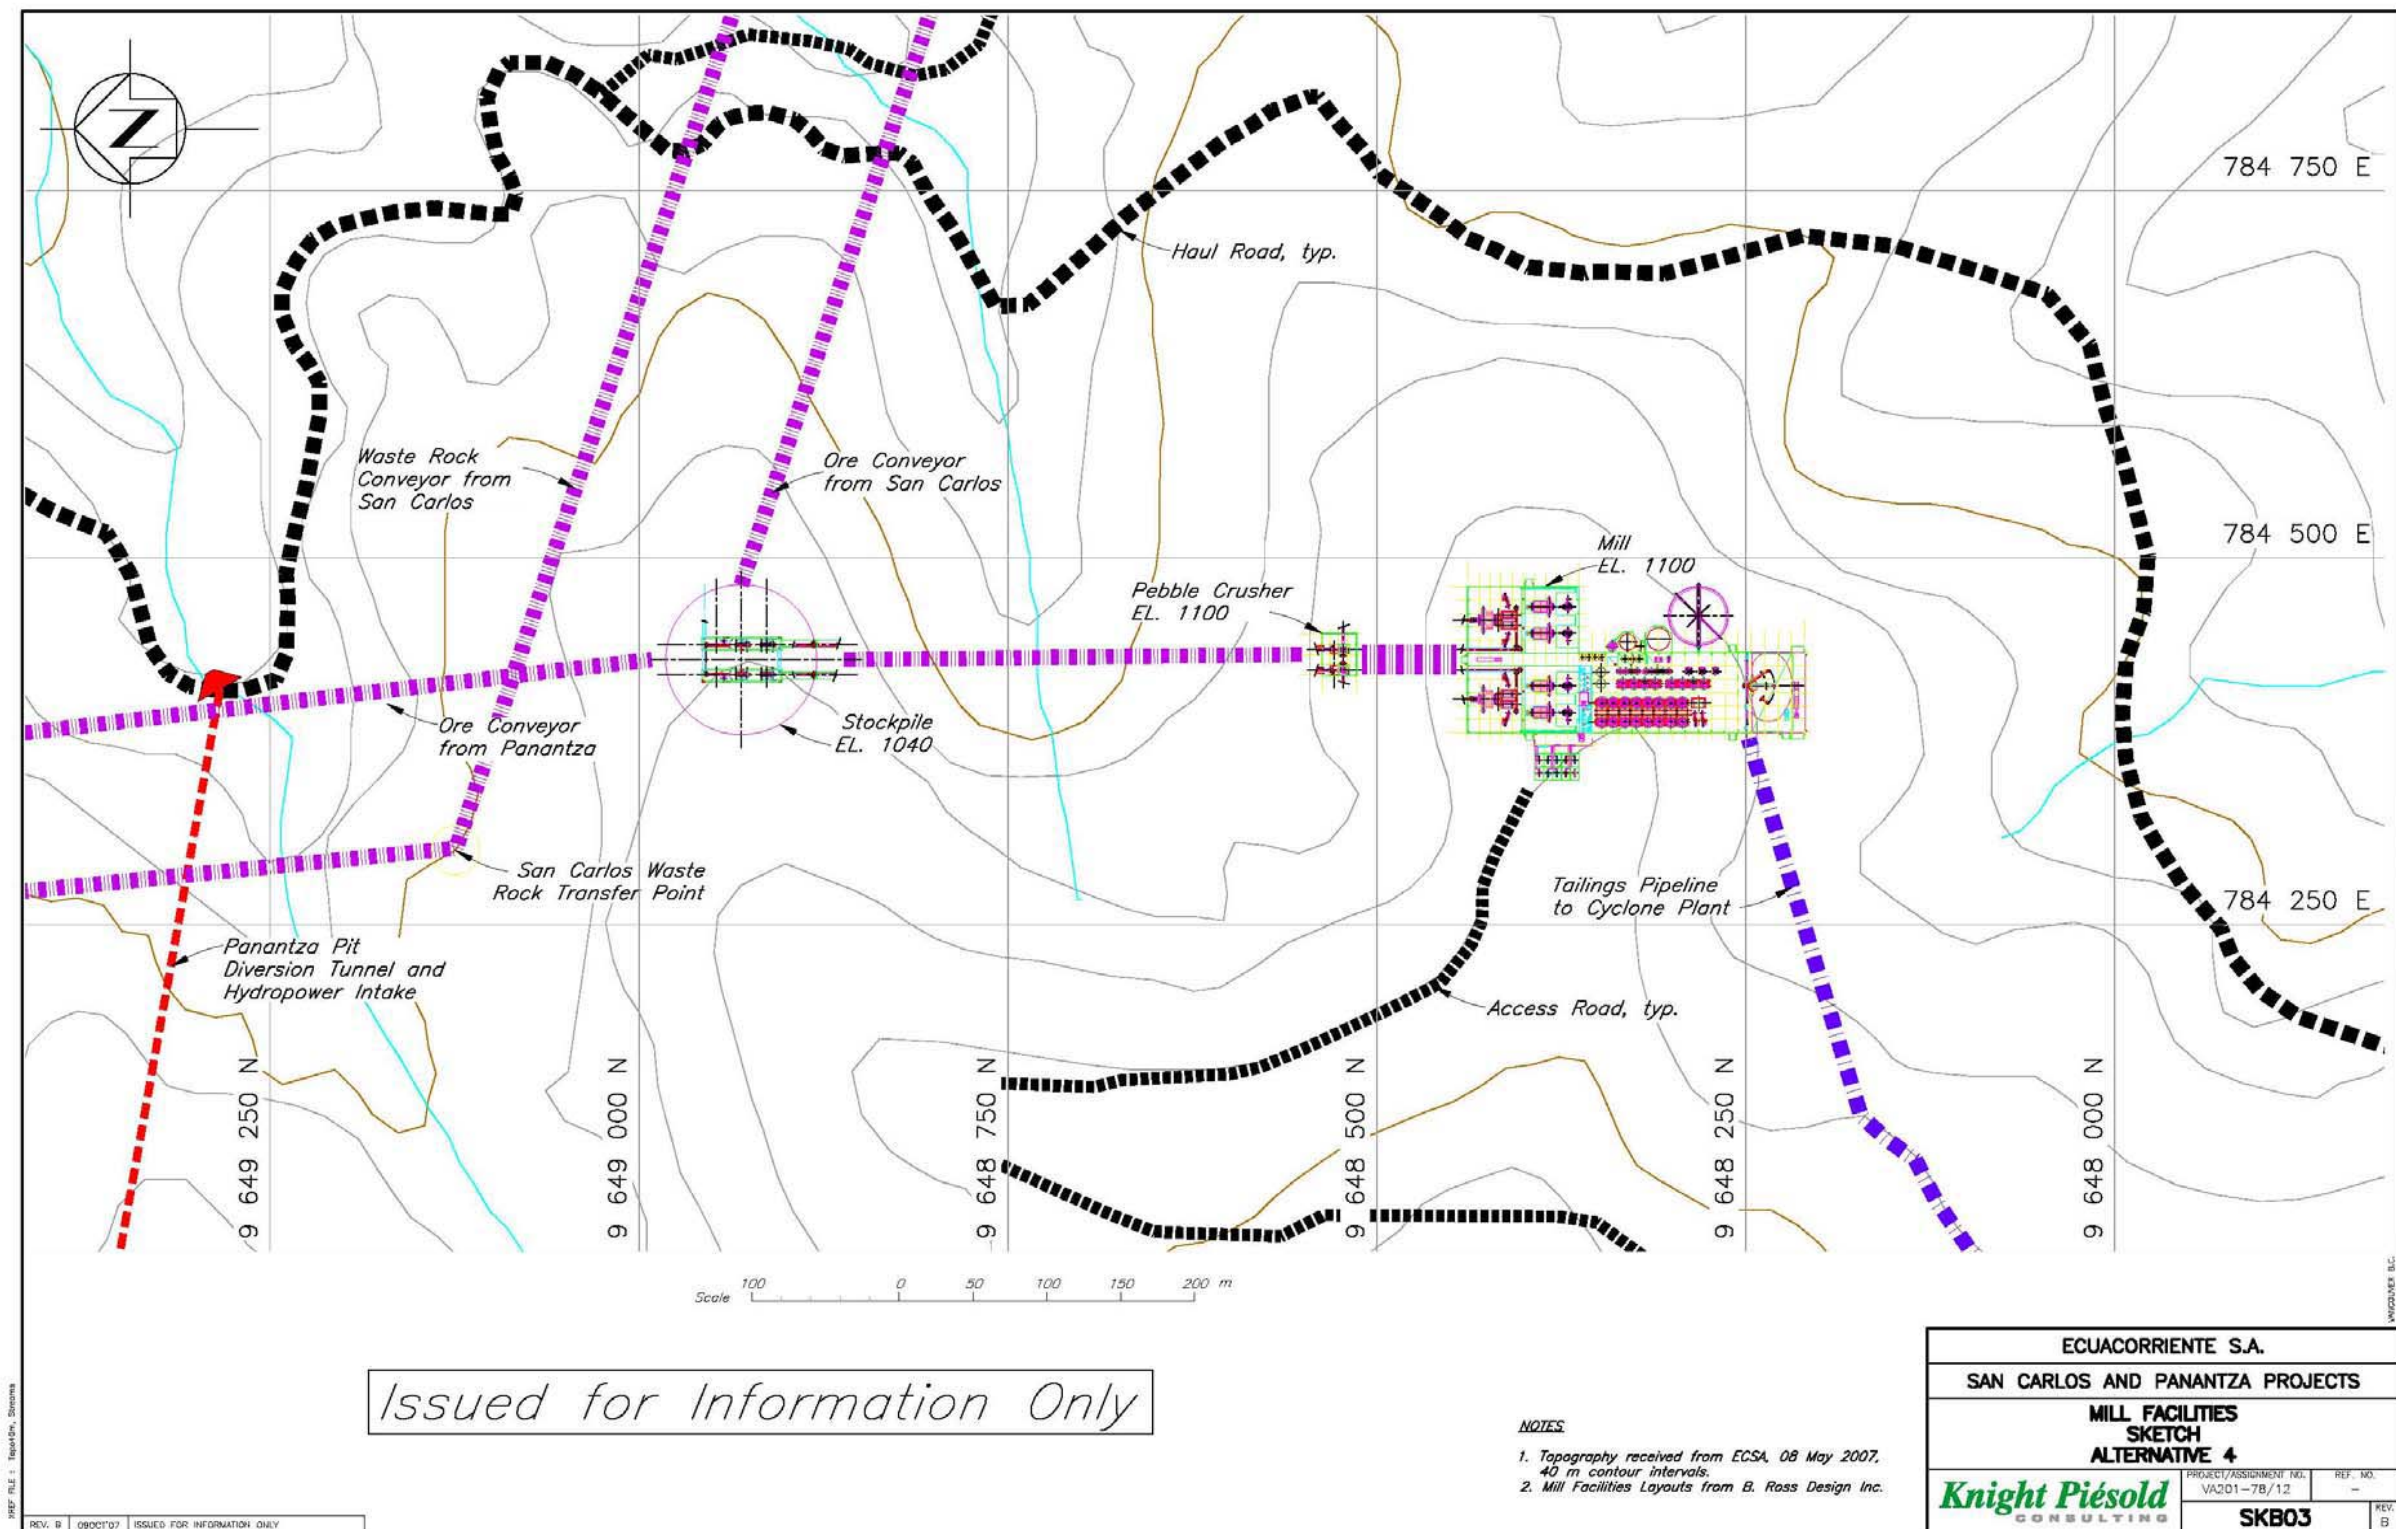 N
784 750 E
Haul Road, typ.
Waste Rock
Conveyor from
San Carlos
Ore Conveyor
from San Carlos
784 500 E
Mill
EL. 1100
Pebble Crusher
EL. 1100
Ore Conveyor
from Panantza
Stockpile
EL. 1040
San Carlos Waste
Rock Transfer Point
Tailings Pipeline
to Cyclone Plant
784 250 E
Panantza Pit
Diversion Tunnel and
Hydropower Intake
Access Road, typ.
9 649 250 N
9 649 000 N
9 648 750 N
9 648 500 N
9 648 250 N
9 648 000 N
Scale 100 0 50 100 150 200 m
VANCOUVER B.C.
Issued for Information Only
NOTES
1. Topography received from ECSA, 08 May 2007,
40 m contour intervals.
2. Mill Facilities Layouts from B. Ross Design Inc.
ECUACORRIENTE S.A.
SAN CARLOS AND PANANTZA PROJECTS
MILL FACILITIES
SKETCH
ALTERNATIVE 4
Knight Piésold
CONSULTING
PROJECT/ASSIGNMENT NO.
VA201-78/12
REF. NO.
-
SKB03
REV.
B
XREF FILE :
REV. B 09OCT'07 ISSUED FOR INFORMATION ONLY